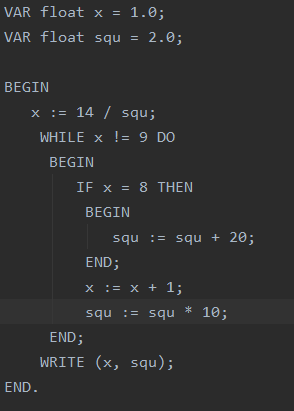 VAR float x = 1.0;
VAR float squ = 2.0;
BEGIN
x := 14 / squ;
WHILE x != 9 DO
BEGIN
IF x = 8 THEN
BEGIN
squ := squ + 20;
END;
x := x + 1;
squ := squ * 10;
END;
WRITE (x, squ);
END.